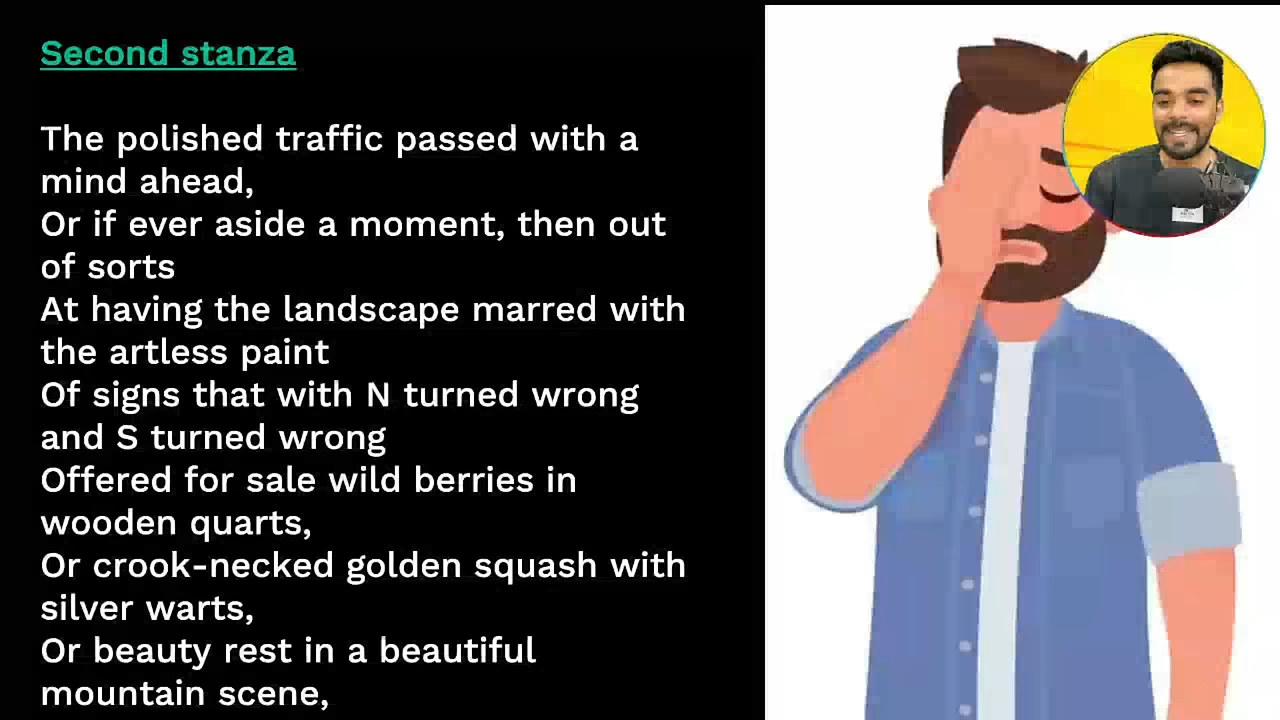 Second stanza
The polished traffic passed with a
mind ahead,
Or if ever aside a moment, then out
of sorts
At having the landscape marred with
the artless paint
Of signs that with N turned wrong
and S turned wrong
Offered for sale wild berries in
wooden quarts,
Or crook-necked golden squash with
silver warts,
Or beauty rest in a beautiful
mountain scene,